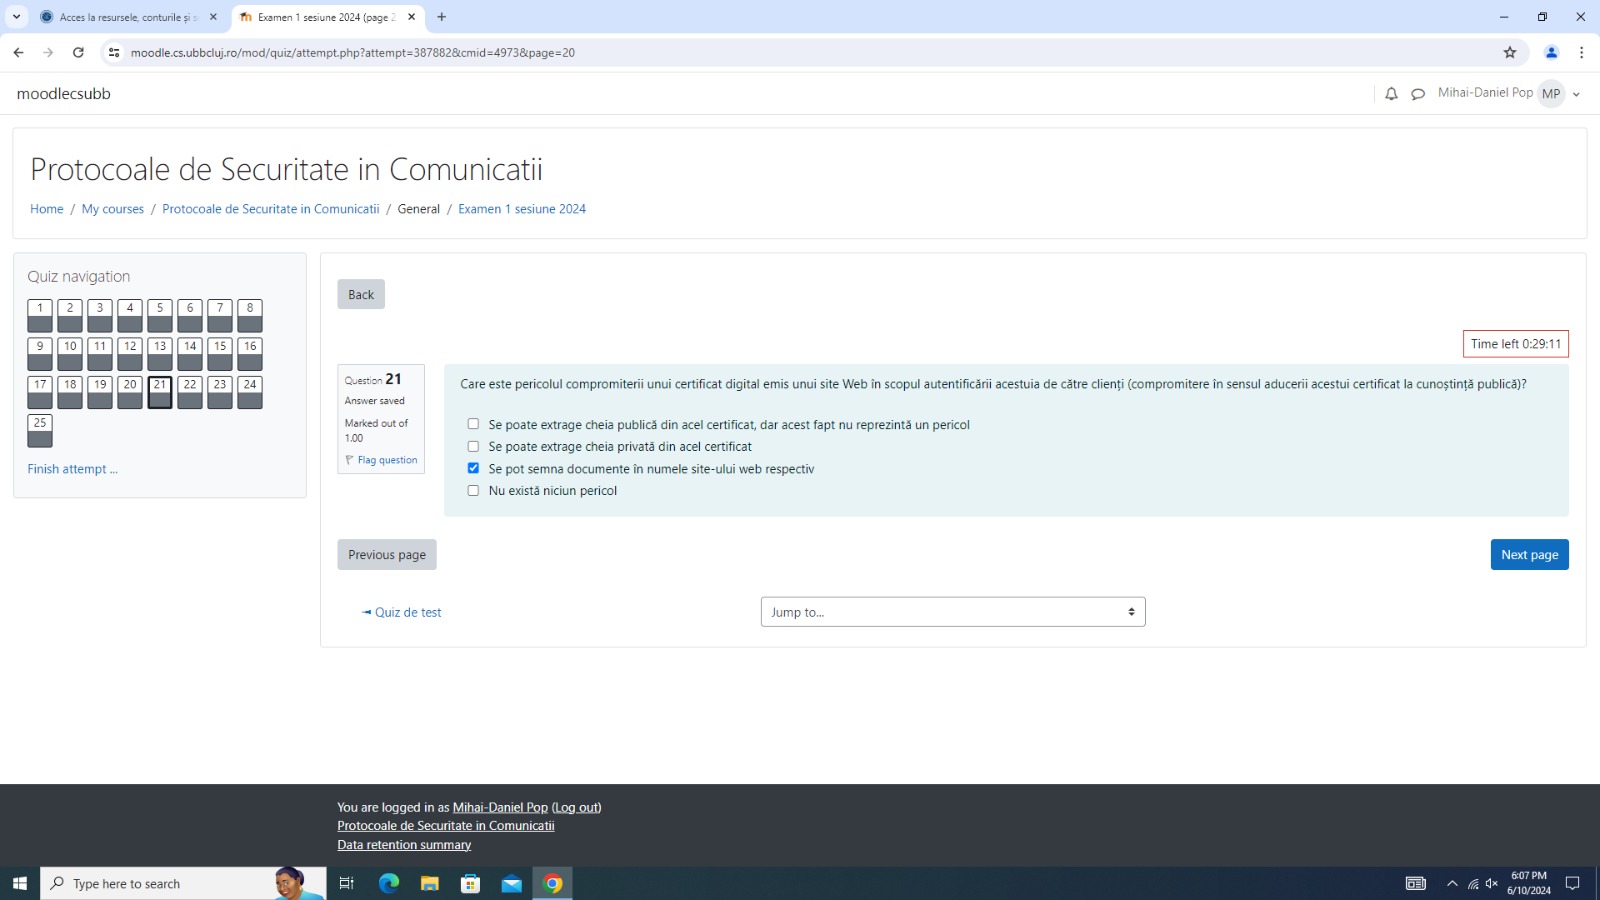 Acces la resursele, conturile și s
Examen 1 sesiune 2024 (page 2
moodle.cs.ubbcluj.ro/mod/quiz/attempt.php?attempt=387882&cmid=4973&page=20
moodlecsubb
Mihai-Daniel Pop MP
Protocoale de Securitate in Comunicatii
Home / My courses / Protocoale de Securitate in Comunicatii / General / Examen 1 sesiune 2024
Quiz navigation
1 2 3 4 5 6 7 8
9 10 11 12 13 14 15 16
17 18 19 20 21 22 23 24
25
Finish attempt ...
Back
Time left 0:29:11
Question 21
Answer saved
Marked out of
1.00
Flag question
Care este pericolul compromiterii unui certificat digital emis unui site Web în scopul autentificării acestuia de către clienți (compromitere în sensul aducerii acestui certificat la cunoștință publică)?
Se poate extrage cheia publică din acel certificat, dar acest fapt nu reprezintă un pericol
Se poate extrage cheia privată din acel certificat
Se pot semna documente în numele site-ului web respectiv
Nu există niciun pericol
Previous page
Next page
Quiz de test
Jump to...
You are logged in as Mihai-Daniel Pop (Log out)
Protocoale de Securitate in Comunicatii
Data retention summary
Type here to search
6:07 PM
6/10/2024